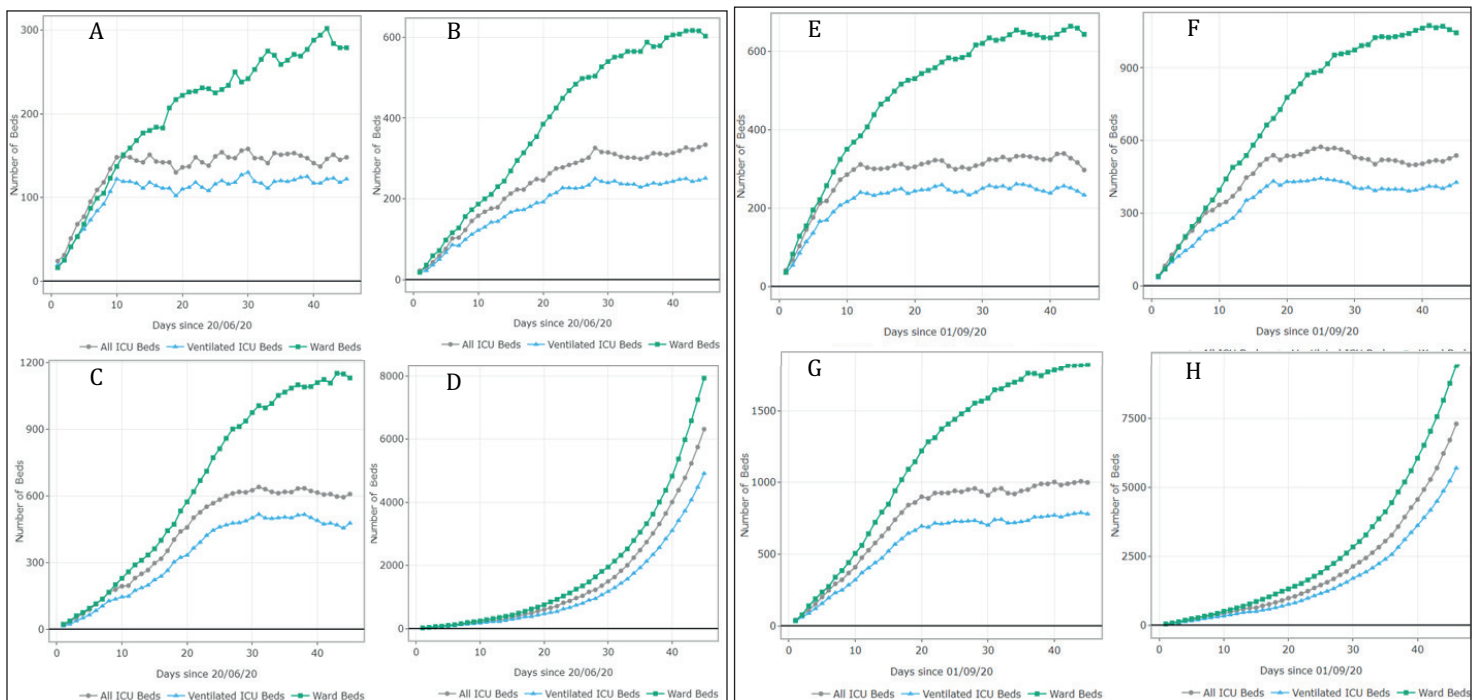 A
Number of Beds
300
200
100
0
0 10 20 30 40
Days since 20/06/20
All ICU Beds Ventilated ICU Beds Ward Beds
B
Number of Beds
600
400
200
0
0 10 20 30 40
Days since 20/06/20
All ICU Beds Ventilated ICU Beds Ward Beds
E
Number of Beds
600
400
200
0
0 10 20 30 40
Days since 01/09/20
All ICU Beds Ventilated ICU Beds Ward Beds
F
Number of Beds
900
600
300
0
0 10 20 30 40
Days since 01/09/20
C
Number of Beds
1200
900
600
300
0
0 10 20 30 40
Days since 20/06/20
All ICU Beds Ventilated ICU Beds Ward Beds
D
Number of Beds
8000
6000
4000
2000
0
0 10 20 30 40
Days since 20/06/20
All ICU Beds Ventilated ICU Beds Ward Beds
G
Number of Beds
1500
1000
500
0
0 10 20 30 40
Days since 01/09/20
All ICU Beds Ventilated ICU Beds Ward Beds
H
Number of Beds
7500
5000
2500
0
0 10 20 30 40
Days since 01/09/20
All ICU Beds Ventilated ICU Beds Ward Beds